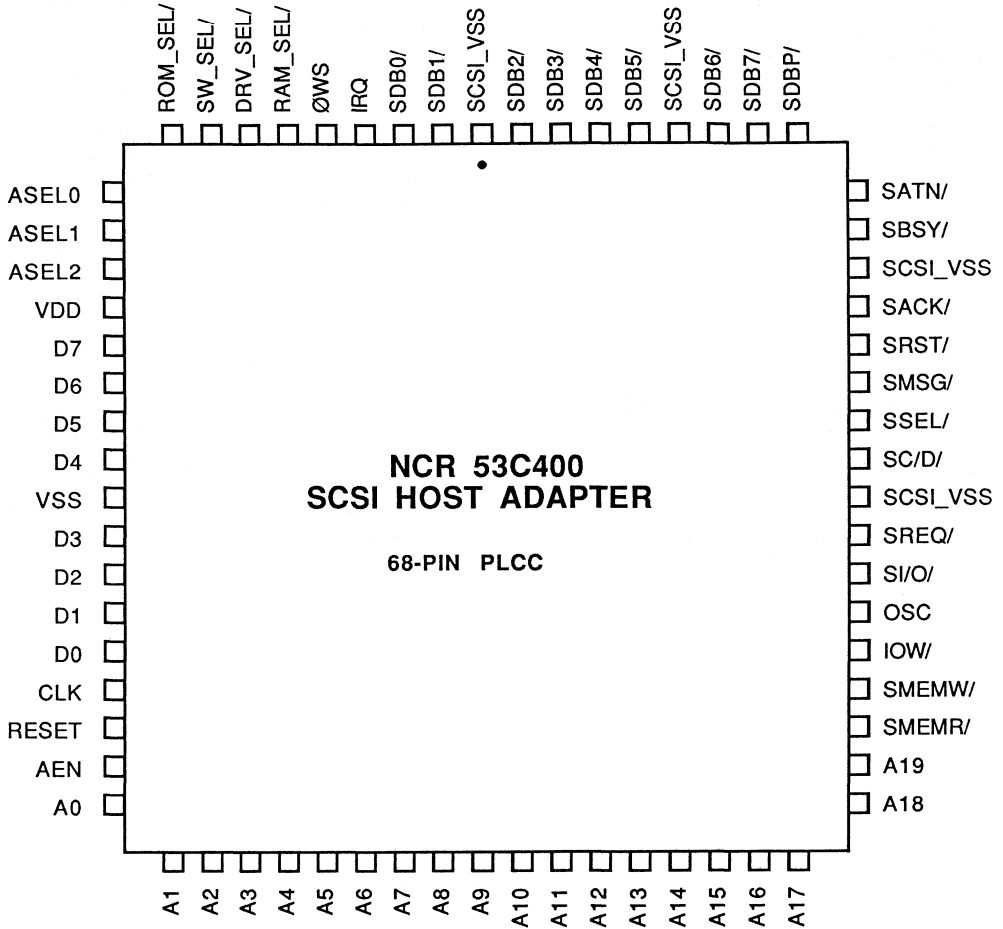 ROM_SEL/
SW_SEL/
DRV_SEL/
RAM_SEL/
ØWS
IRQ
SDB0/
SDB1/
SCSI_VSS
SDB2/
SDB3/
SDB4/
SDB5/
SCSI_VSS
SDB6/
SDB7/
SDBP/
ASEL0
ASEL1
ASEL2
VDD
D7
D6
D5
D4
VSS
D3
D2
D1
D0
CLK
RESET
AEN
A0
NCR 53C400
SCSI HOST ADAPTER
68-PIN PLCC
SATN/
SBSY/
SCSI_VSS
SACK/
SRST/
SMSG/
SSEL/
SC/D/
SCSI_VSS
SREQ/
SI/O/
OSC
IOW/
SMEMW/
SMEMR/
A19
A18
A1
A2
A3
A4
A5
A6
A7
A8
A9
A10
A11
A12
A13
A14
A15
A16
A17